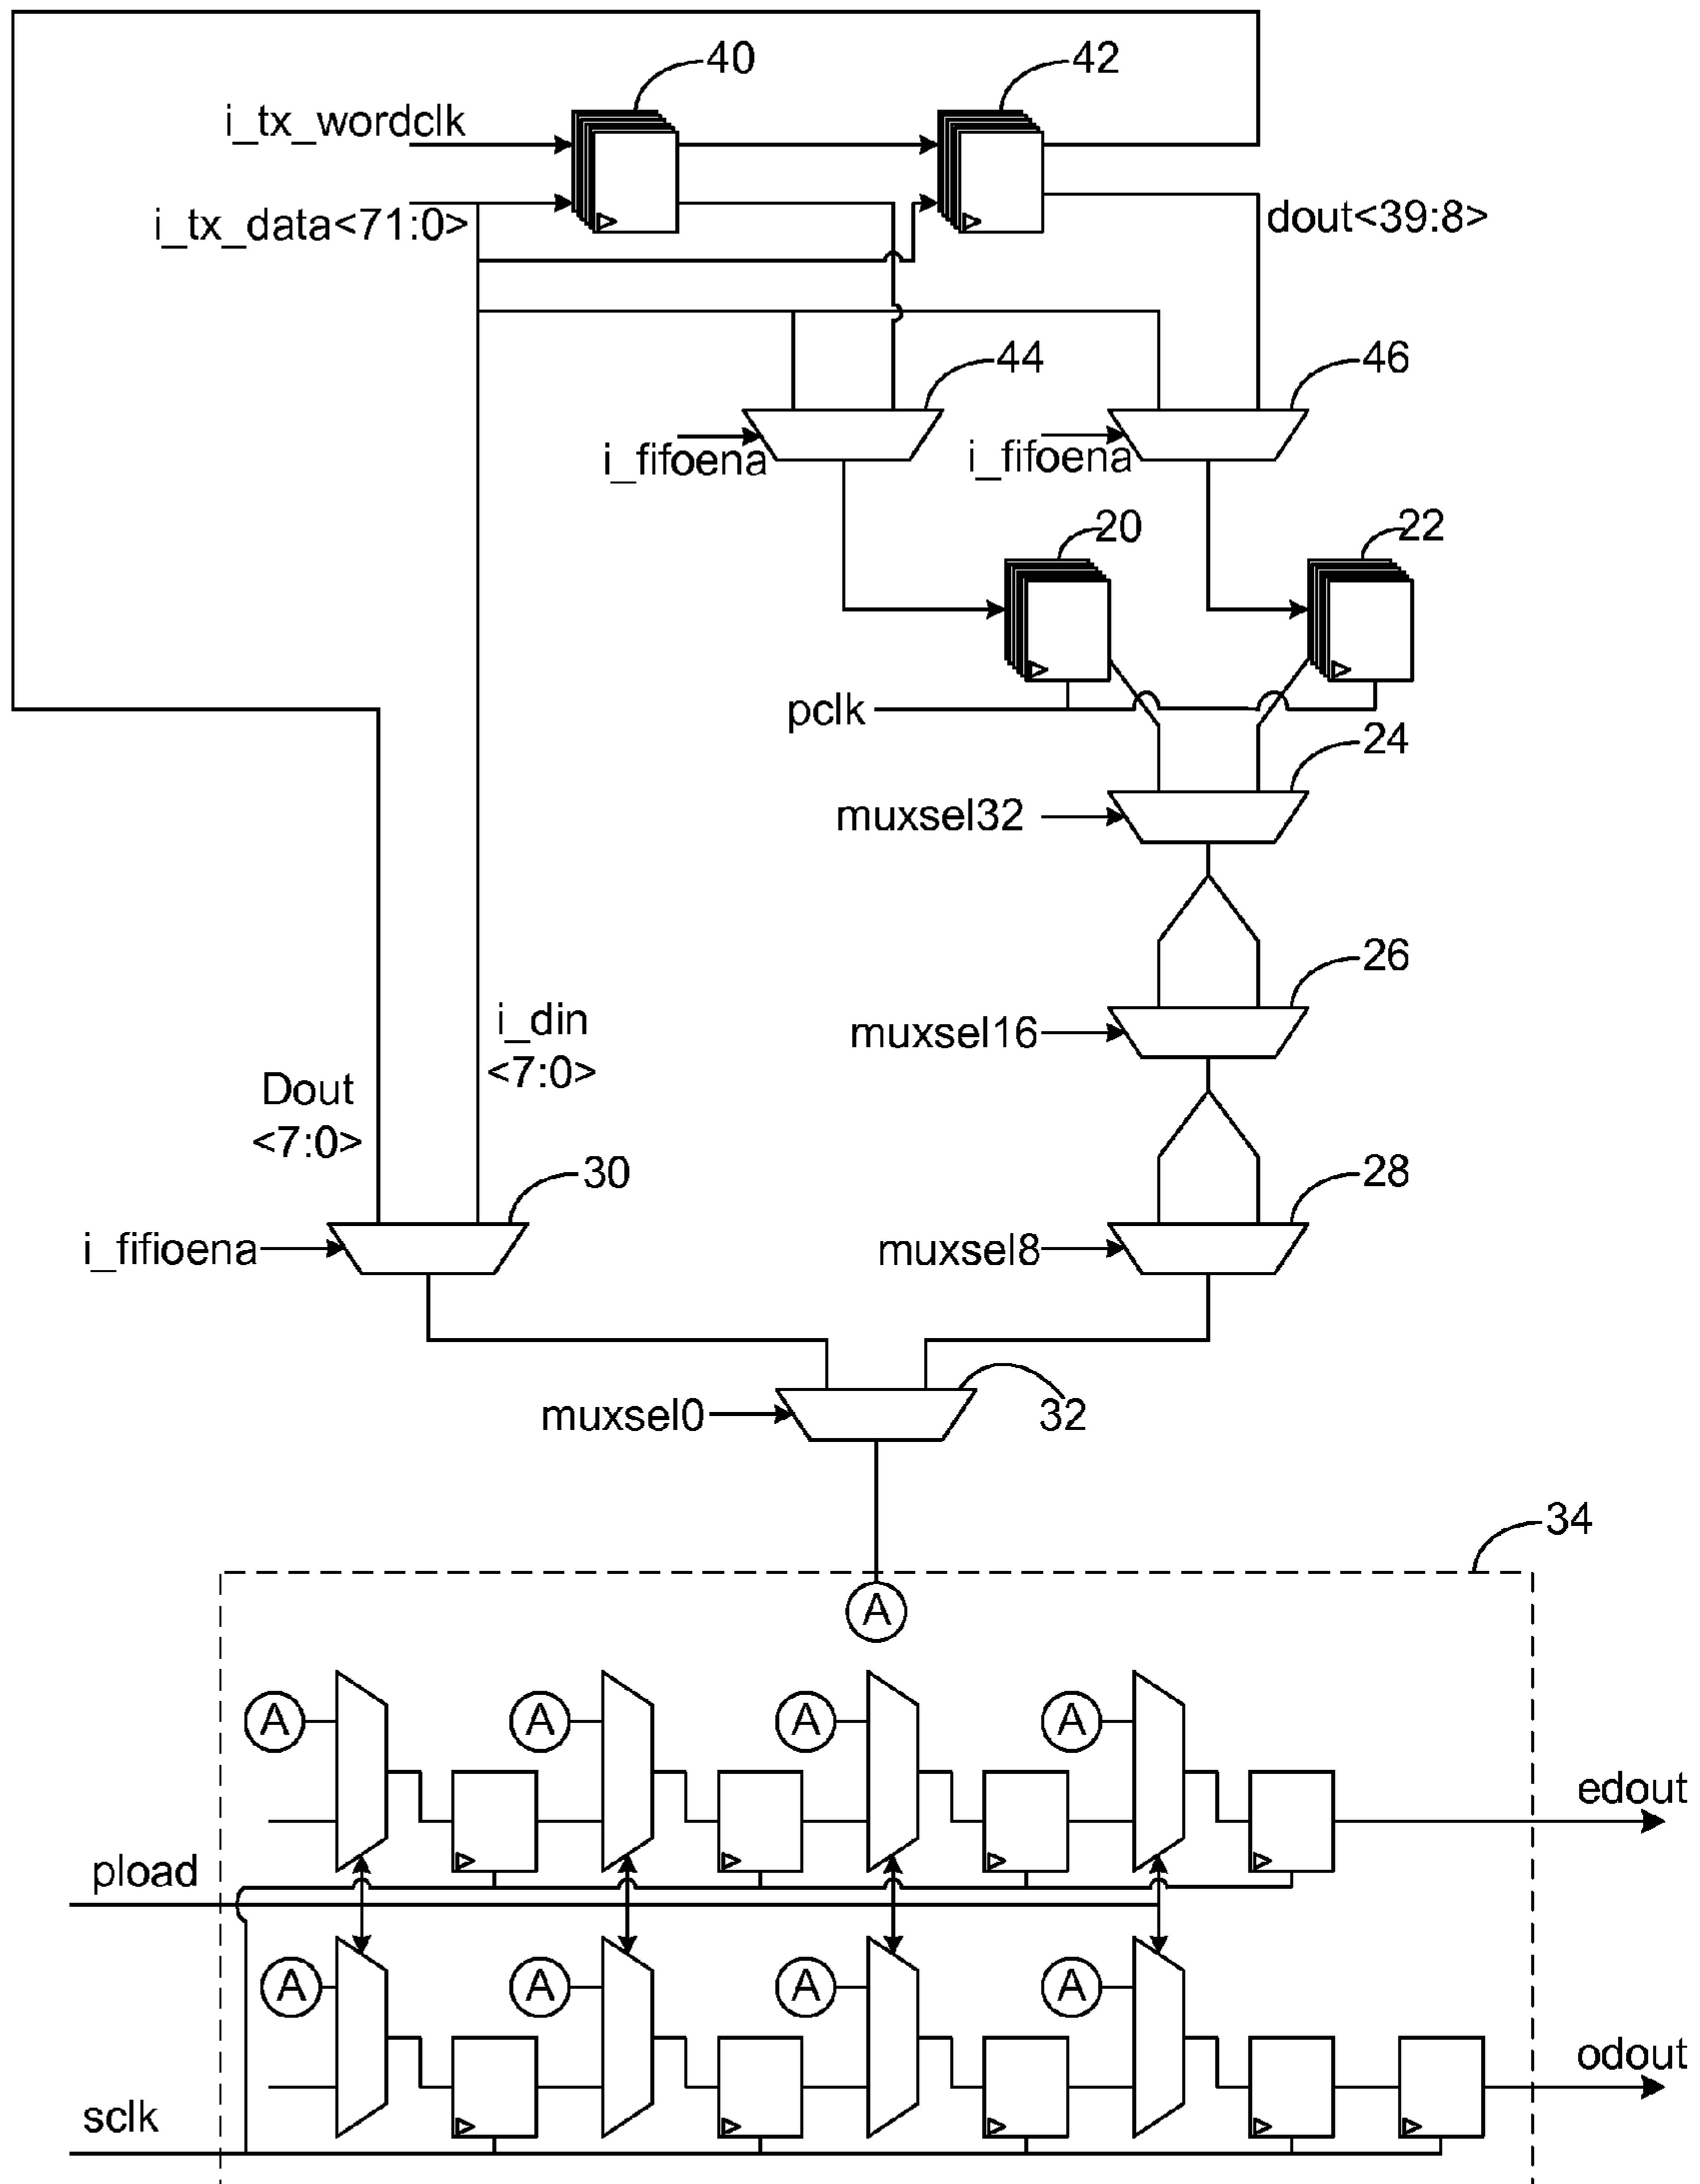 40
42
i_tx_wordclk
i_tx_data<71:0>
dout<39:8>
44
46
i_fifoena
i_fifoena
20
22
pclk
24
muxsel32
26
muxsel16
i_din
<7:0>
Dout
<7:0>
30
28
i_fifioena
muxsel8
muxsel0
32
34
A
A
A
A
A
edout
pload
A
A
A
A
odout
sclk